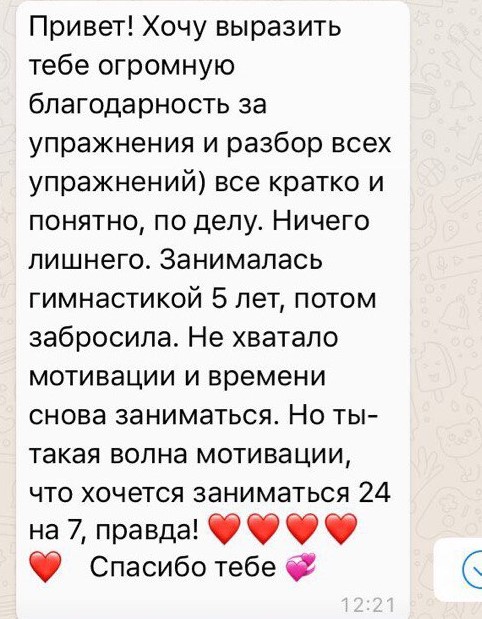 Привет! Хочу выразить
тебе огромную
благодарность за
упражнения и разбор всех
упражнений) все кратко и
понятно, по делу. Ничего
лишнего. Занималась
гимнастикой 5 лет, потом
забросила. Не хватало
мотивации и времени
снова заниматься. Но ты-
такая волна мотивации,
что хочется заниматься 24
на 7, правда! ❤️❤️❤️❤️
❤️ Спасибо тебе 💞
12:21